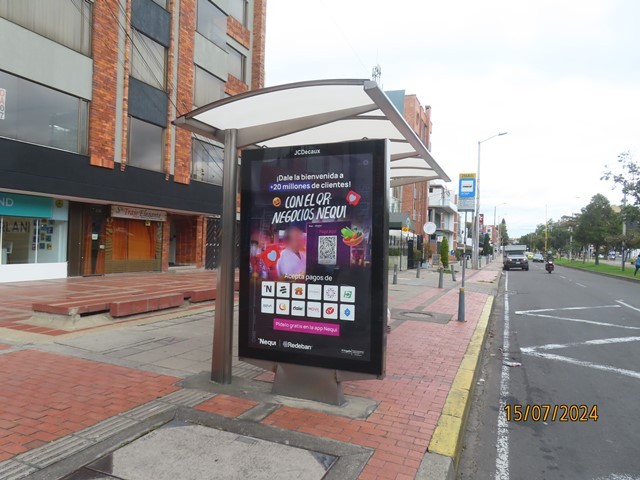 JCDecaux
¡Dale la bienvenida a
+20 millones de clientes!
CON EL QR
NEGOCIOS NEQUI
Acepta pagos de
Pídelo gratis en la app Nequi
Nequi
Redeban
15/07/2024